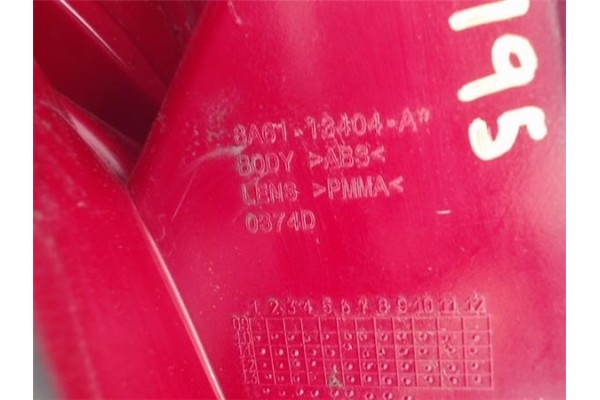 195
8A61-13404-A"
BODY >ABS<
LENS >PMMA<
0374D
1 2 3 4 5 6 7 8 9 10 11 12